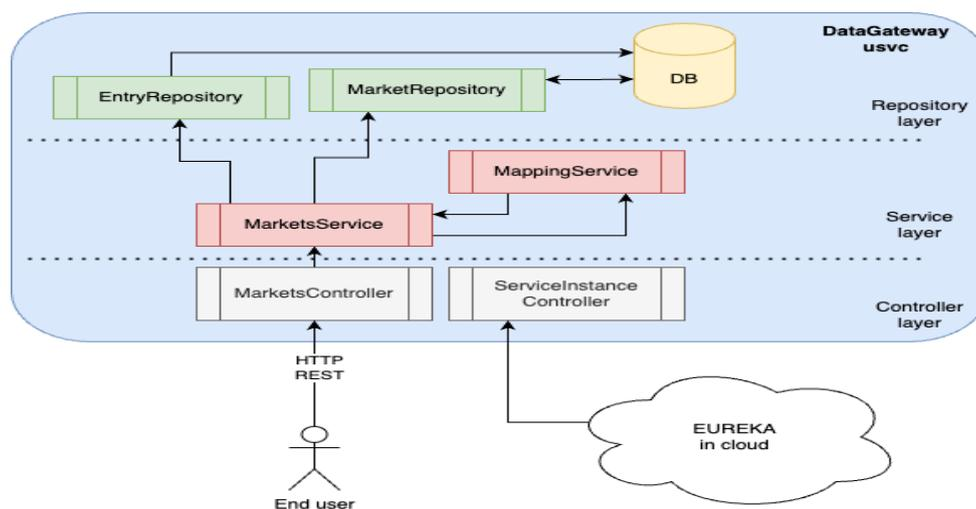 DataGateway
usvc
EntryRepository
MarketRepository
DB
Repository
layer
MappingService
MarketsService
Service
layer
MarketsController
ServiceInstance
Controller
Controller
layer
HTTP
REST
EUREKA
in cloud
End user